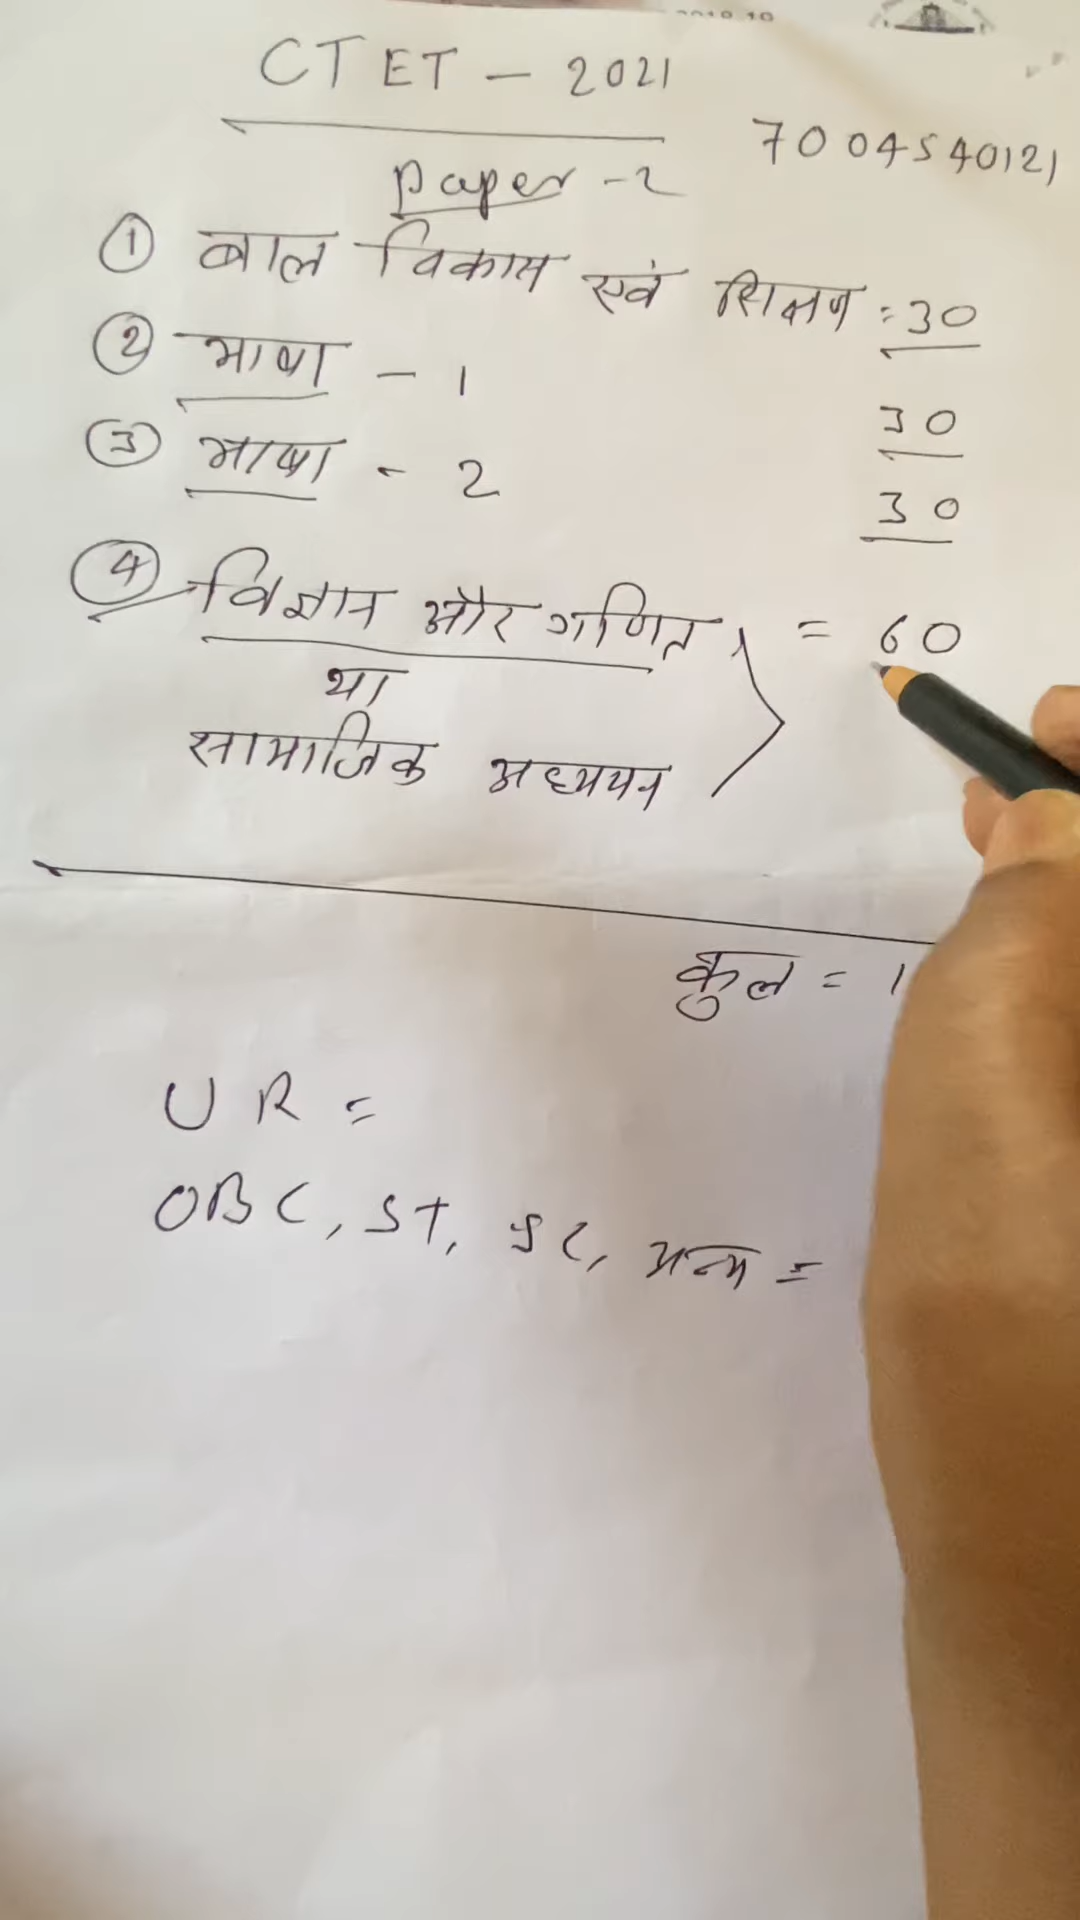 CTET - 2021
7004540121
paper - 2
① बाल विकास एवं शिक्षण = 30
② भाषा - 1 30
③ भाषा - 2 30
④ विज्ञान और गणित = 60
या
सामाजिक अध्ययन
कुल = 1
UR =
OBC, ST, SC, अन्य =